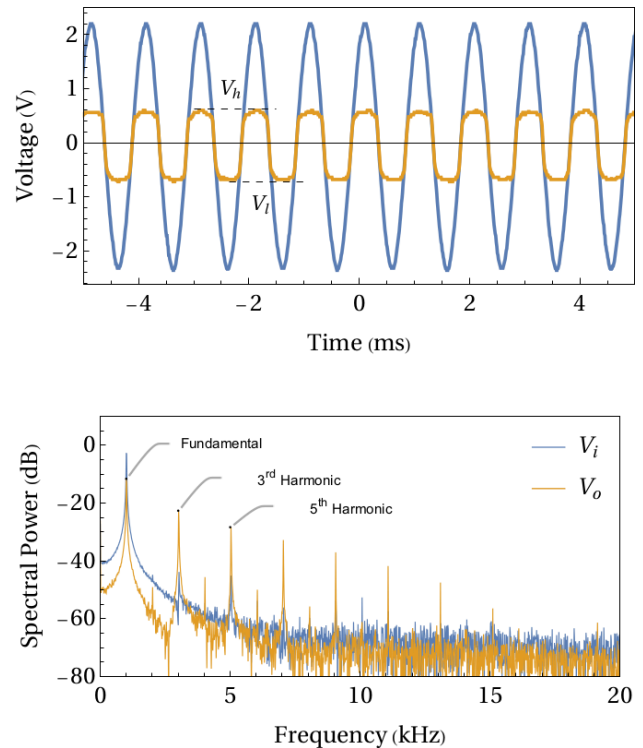 2
1
0
−1
−2
Voltage (V)
V_h
V_l
−4 −2 0 2 4
Time (ms)
0
−20
−40
−60
−80
Spectral Power (dB)
Fundamental
3rd Harmonic
5th Harmonic
V_i
V_o
0 5 10 15 20
Frequency (kHz)